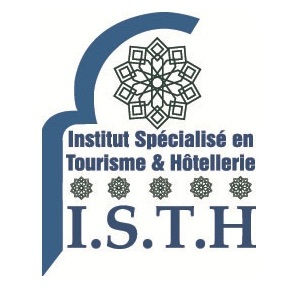 Institut Spécialisé en
Tourisme & Hôtellerie
I.S.T.H